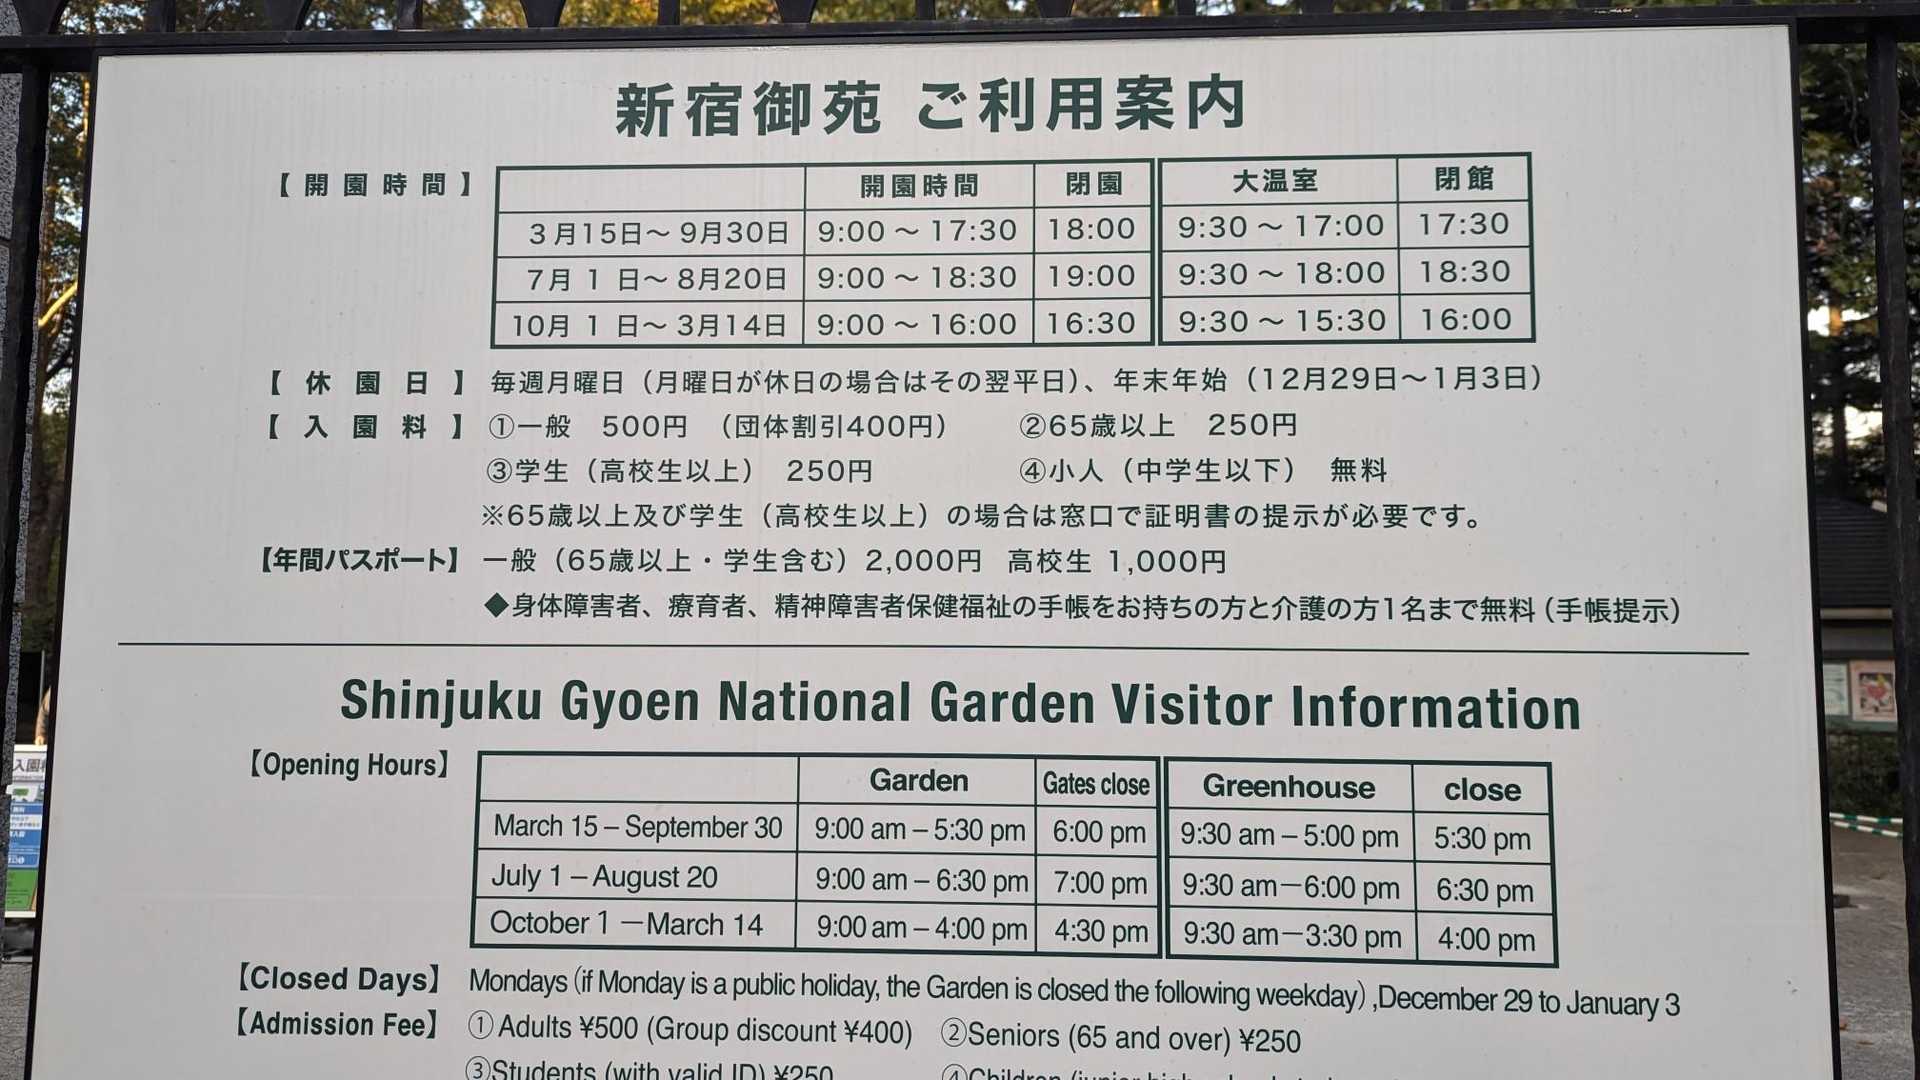 新宿御苑 ご利用案内
【開園時間】 開園時間 閉園 大温室 閉館
3月15日〜9月30日 9:00〜17:30 18:00 9:30〜17:00 17:30
7月1日〜8月20日 9:00〜18:30 19:00 9:30〜18:00 18:30
10月1日〜3月14日 9:00〜16:00 16:30 9:30〜15:30 16:00
【休園日】 毎週月曜日（月曜日が休日の場合はその翌平日）、年末年始（12月29日〜1月3日）
【入園料】 ①一般 500円 （団体割引400円） ②65歳以上 250円
③学生（高校生以上） 250円 ④小人（中学生以下） 無料
※65歳以上及び学生（高校生以上）の場合は窓口で証明書の提示が必要です。
【年間パスポート】 一般（65歳以上・学生含む）2,000円 高校生 1,000円
◆身体障害者、療育者、精神障害者保健福祉の手帳をお持ちの方と介護の方1名まで無料（手帳提示）
Shinjuku Gyoen National Garden Visitor Information
【Opening Hours】 Garden Gates close Greenhouse close
March 15 – September 30 9:00 am – 5:30 pm 6:00 pm 9:30 am – 5:00 pm 5:30 pm
July 1 – August 20 9:00 am – 6:30 pm 7:00 pm 9:30 am – 6:00 pm 6:30 pm
October 1 — March 14 9:00 am – 4:00 pm 4:30 pm 9:30 am – 3:30 pm 4:00 pm
【Closed Days】 Mondays (if Monday is a public holiday, the Garden is closed the following weekday) ,December 29 to January 3
【Admission Fee】 ① Adults ¥500 (Group discount ¥400) ②Seniors (65 and over) ¥250
③Students (with valid ID) ¥250 ④Children (junior high
入園